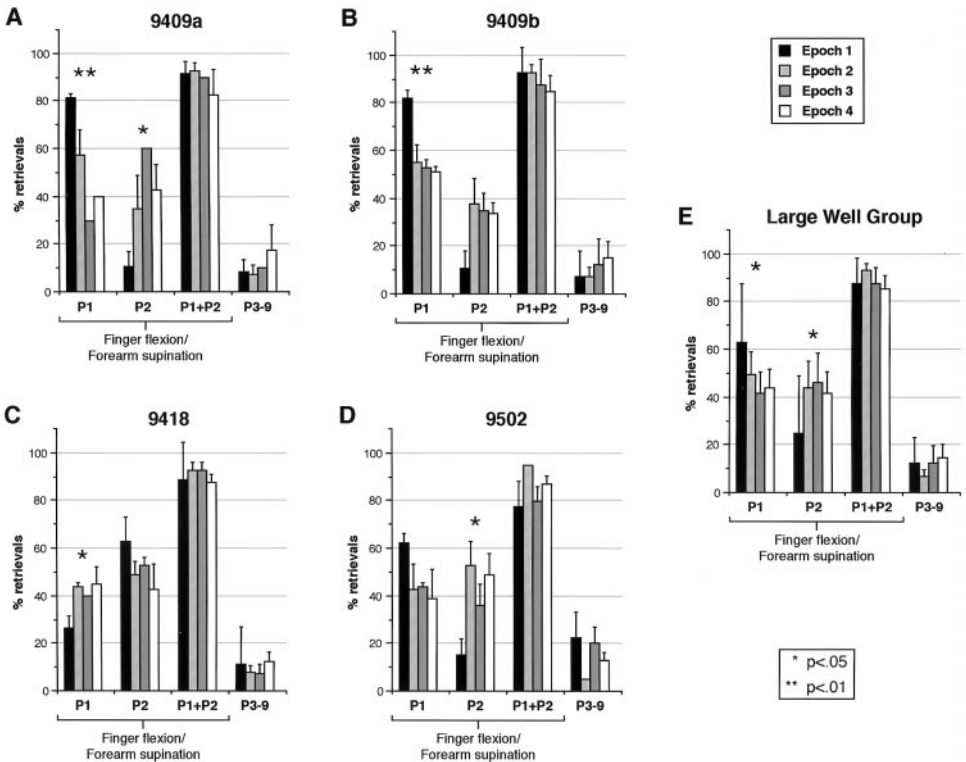 A
9409a
% retrievals
100
80
60
40
20
0
**
*
P1
P2
P1+P2
P3-9
Finger flexion/
Forearm supination
B
9409b
% retrievals
100
80
60
40
20
0
**
P1
P2
P1+P2
P3-9
Finger flexion/
Forearm supination
Epoch 1
Epoch 2
Epoch 3
Epoch 4
C
9418
% retrievals
100
80
60
40
20
0
*
P1
P2
P1+P2
P3-9
Finger flexion/
Forearm supination
D
9502
% retrievals
100
80
60
40
20
0
*
P1
P2
P1+P2
P3-9
Finger flexion/
Forearm supination
E
Large Well Group
% retrievals
100
80
60
40
20
0
*
*
P1
P2
P1+P2
P3-9
Finger flexion/
Forearm supination
* p<.05
** p<.01